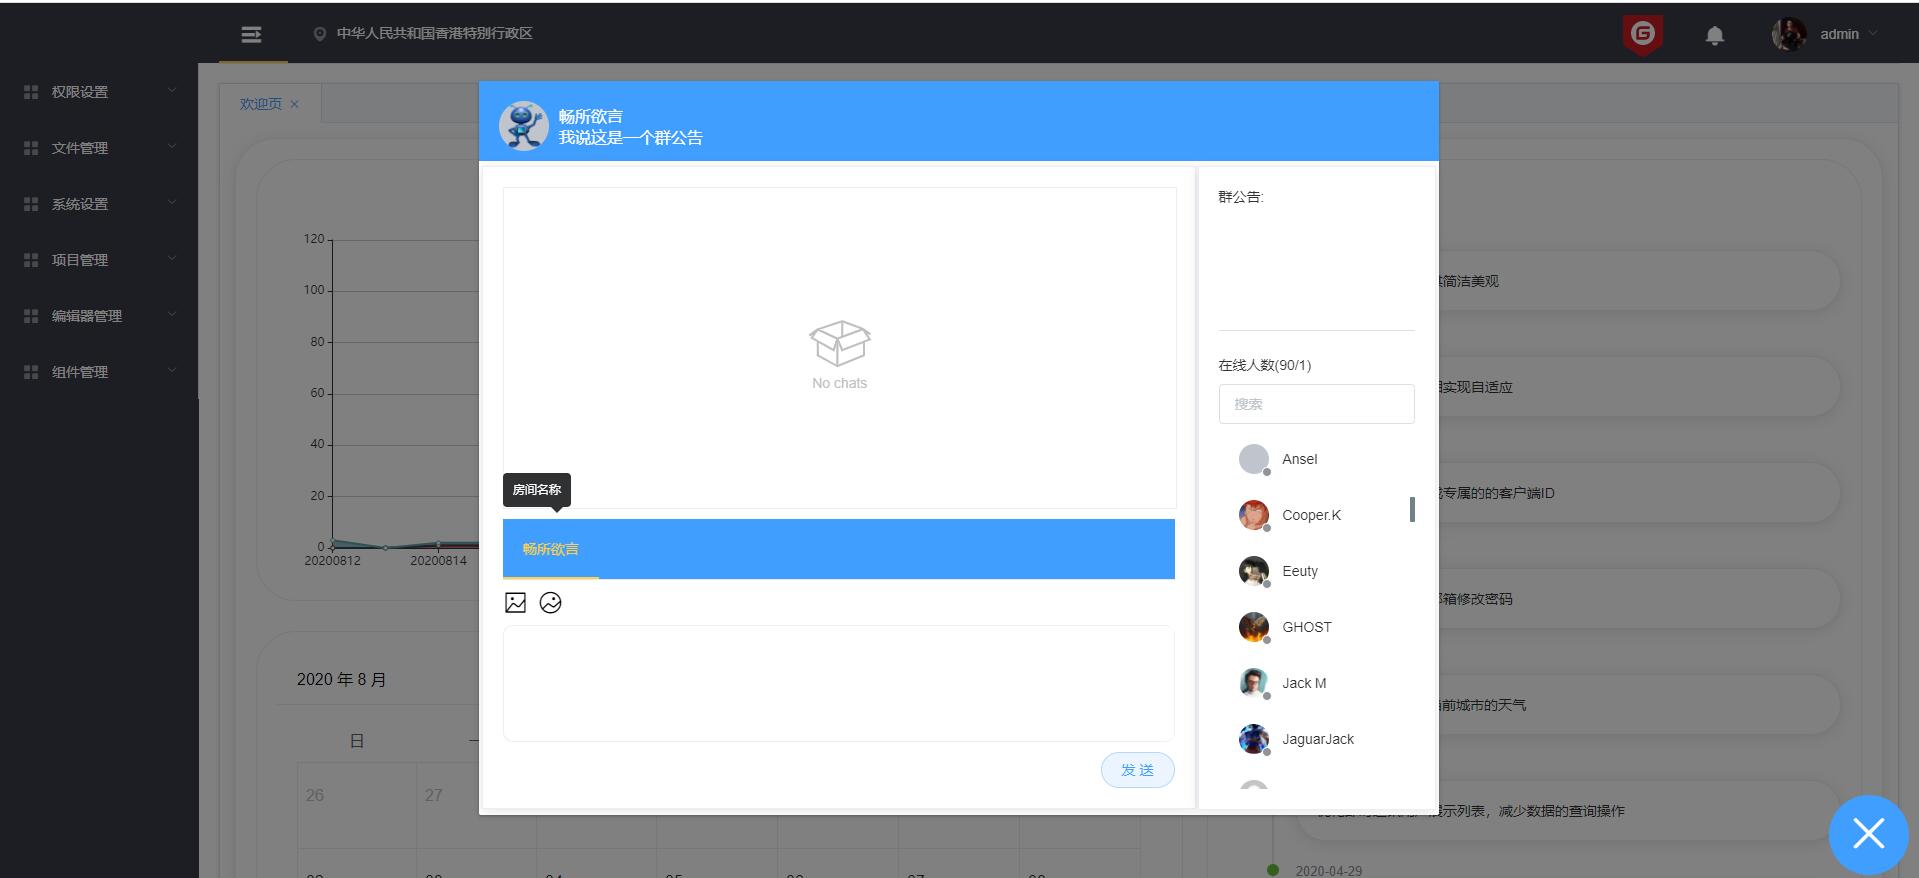 中华人民共和国香港特别行政区
admin
权限设置
文件管理
系统设置
项目管理
编辑器管理
组件管理
欢迎页
120
100
80
60
40
20
0
20200812
20200814
2020 年 8 月
日
一
26
27
畅所欲言
我说这是一个群公告
No chats
房间名称
畅所欲言
发 送
群公告:
在线人数(90/1)
搜索
Ansel
Cooper.K
Eeuty
GHOST
Jack M
JaguarJack
简洁美观
实现自适应
专属的的客户端ID
箱修改密码
前城市的天气
展示列表，减少数据的查询操作
2020-04-29